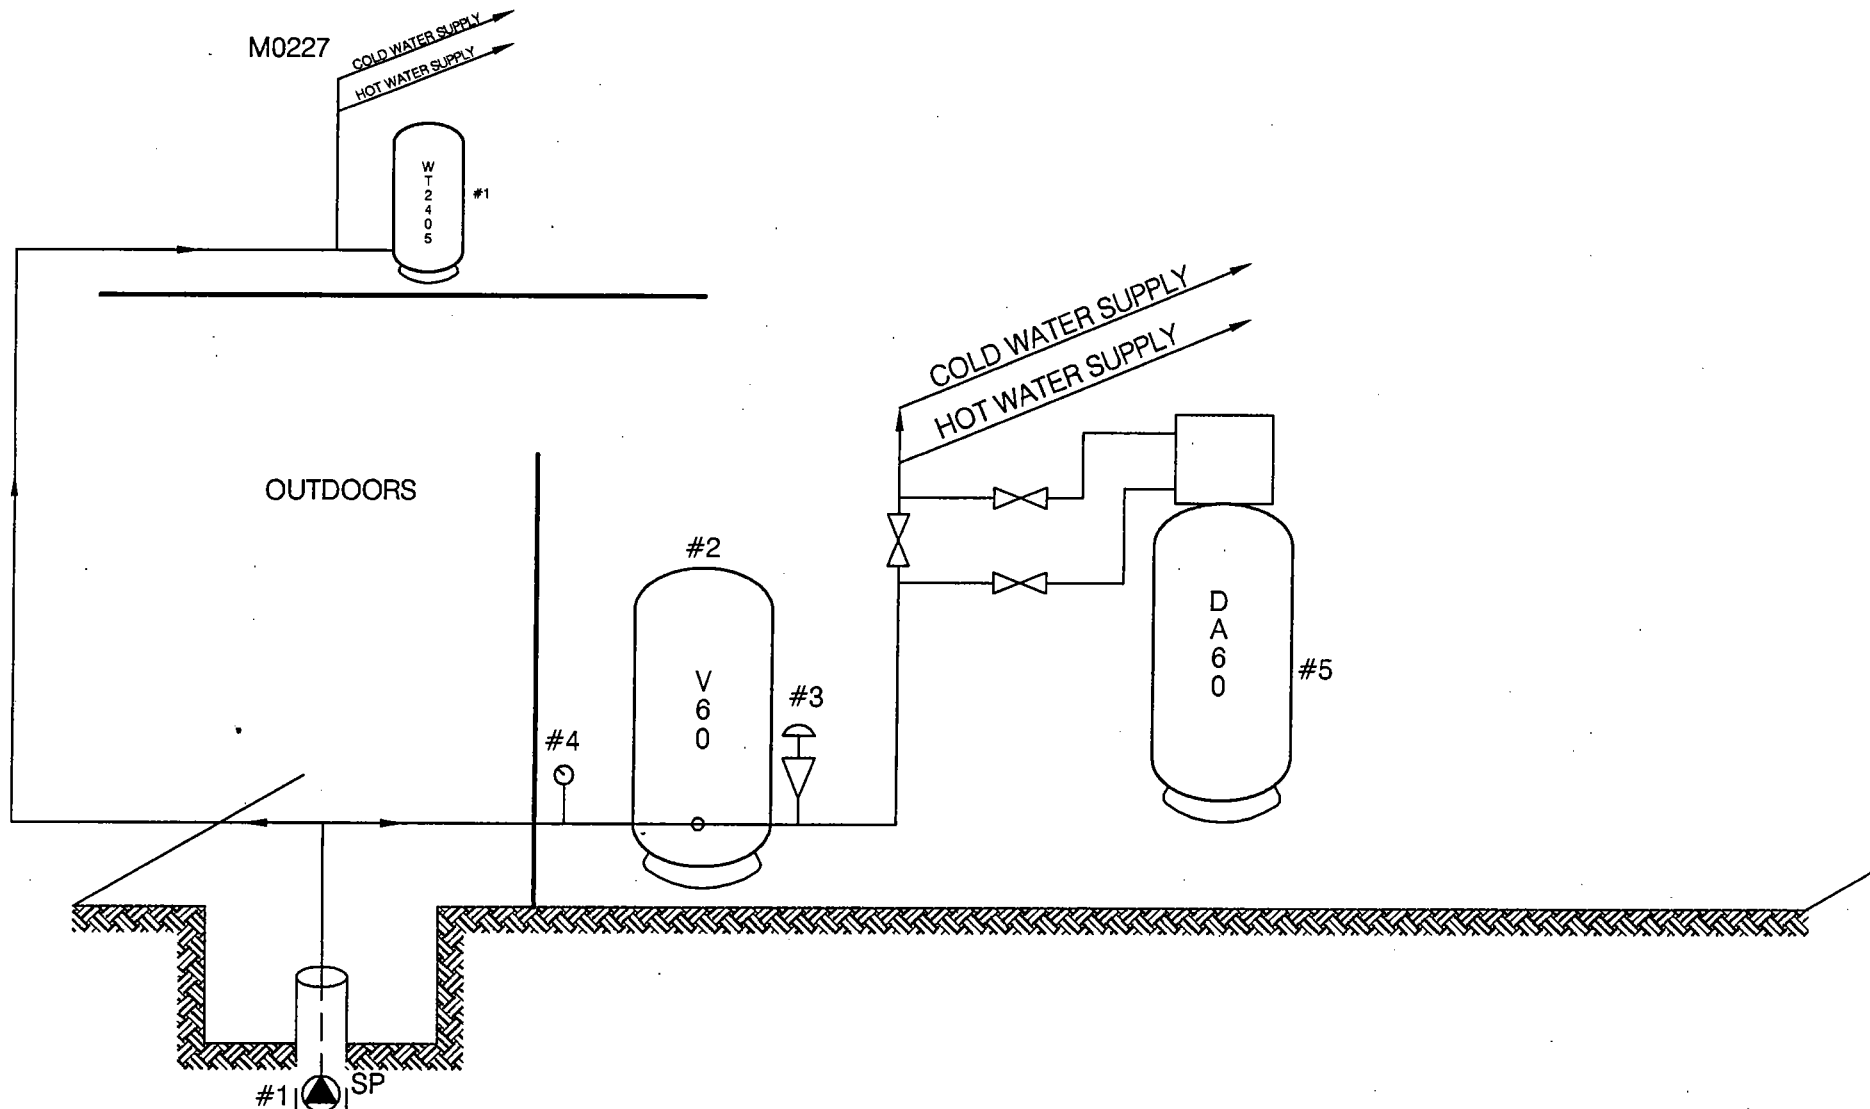 M0227
COLD WATER SUPPLY
HOT WATER SUPPLY
WT2405
#1
COLD WATER SUPPLY
HOT WATER SUPPLY
OUTDOORS
#2
V60
#3
#4
DA60
#5
#1
SP